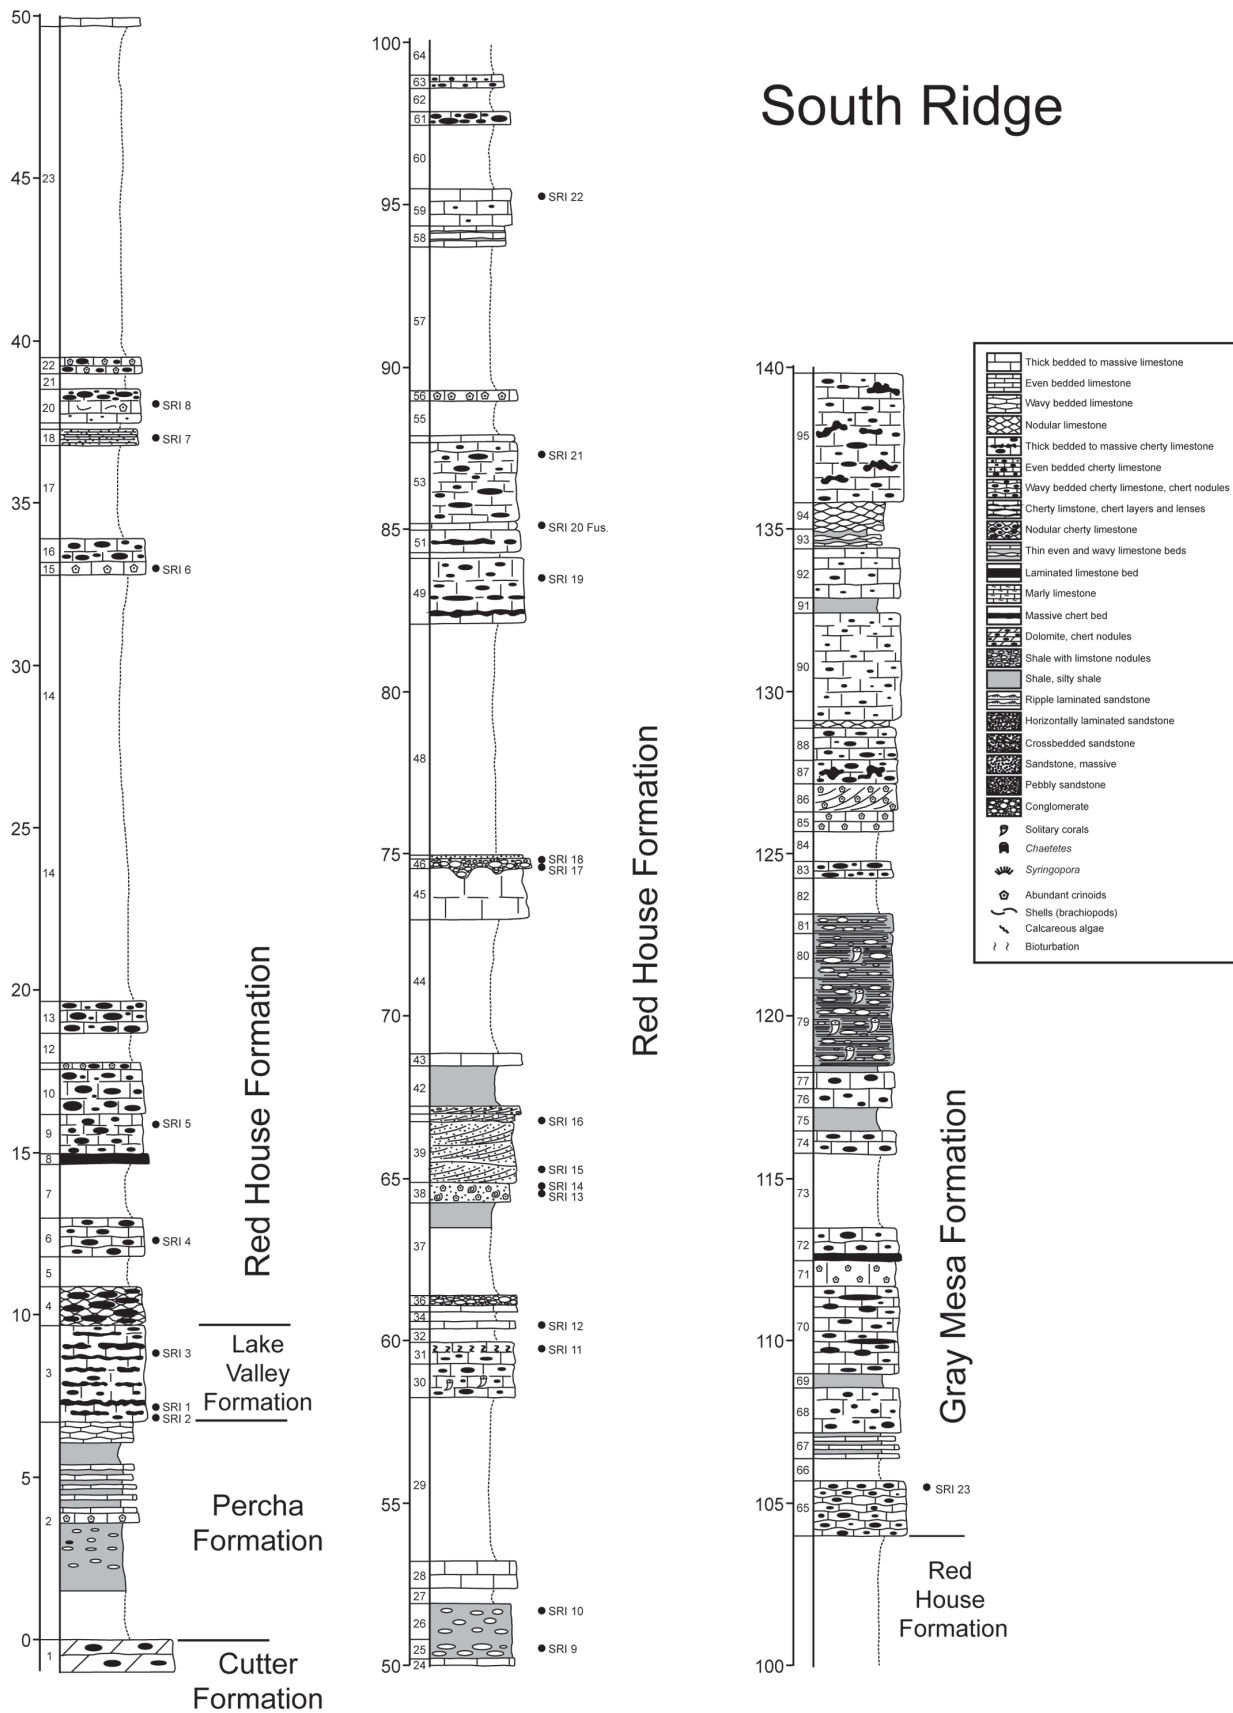 South Ridge
50
23
45
40
22
21
20
SRI 8
18
SRI 7
17
35
16
15
SRI 6
30
14
25
14
20
13
12
10
9
SRI 5
15
8
7
6
SRI 4
5
4
10
3
SRI 3
SRI 1
SRI 2
5
2
0
1
Red House Formation
Lake
Valley
Formation
Percha
Formation
Cutter
Formation
100
64
63
62
61
60
95
SRI 22
59
58
57
90
56
55
53
SRI 21
85
SRI 20 Fus.
51
49
SRI 19
80
48
75
46
SRI 18
SRI 17
45
44
70
43
42
SRI 16
39
65
SRI 15
38
SRI 14
SRI 13
37
36
34
SRI 12
32
60
31
SRI 11
30
29
55
28
27
26
SRI 10
25
SRI 9
50
24
Red House Formation
140
95
94
135
93
92
91
90
130
88
87
86
85
84
125
83
82
81
80
79
120
77
76
75
74
115
73
72
71
70
110
69
68
67
66
65
SRI 23
105
100
Gray Mesa Formation
Red
House
Formation
Thick bedded to massive limestone
Even bedded limestone
Wavy bedded limestone
Nodular limestone
Thick bedded to massive cherty limestone
Even bedded cherty limestone
Wavy bedded cherty limestone, chert nodules
Cherty limstone, chert layers and lenses
Nodular cherty limestone
Thin even and wavy limestone beds
Laminated limestone bed
Marly limestone
Massive chert bed
Dolomite, chert nodules
Shale with limstone nodules
Shale, silty shale
Ripple laminated sandstone
Horizontally laminated sandstone
Crossbedded sandstone
Sandstone, massive
Pebbly sandstone
Conglomerate
Solitary corals
Chaetetes
Syringopora
Abundant crinoids
Shells (brachiopods)
Calcareous algae
Bioturbation